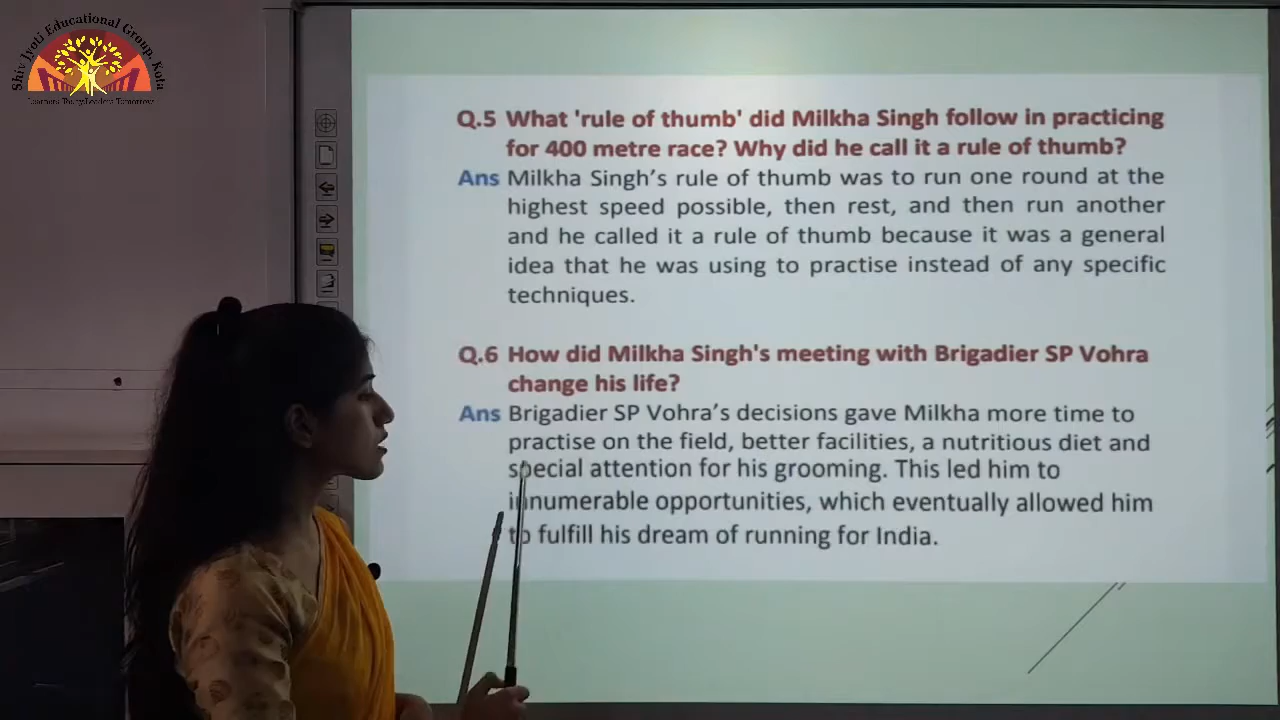 Shiv Jyoti Educational Group, Kota
Learners Today, Leaders Tomorrow
Q.5 What 'rule of thumb' did Milkha Singh follow in practicing
for 400 metre race? Why did he call it a rule of thumb?
Ans Milkha Singh's rule of thumb was to run one round at the
highest speed possible, then rest, and then run another
and he called it a rule of thumb because it was a general
idea that he was using to practise instead of any specific
techniques.
Q.6 How did Milkha Singh's meeting with Brigadier SP Vohra
change his life?
Ans Brigadier SP Vohra's decisions gave Milkha more time to
practise on the field, better facilities, a nutritious diet and
special attention for his grooming. This led him to
innumerable opportunities, which eventually allowed him
to fulfill his dream of running for India.